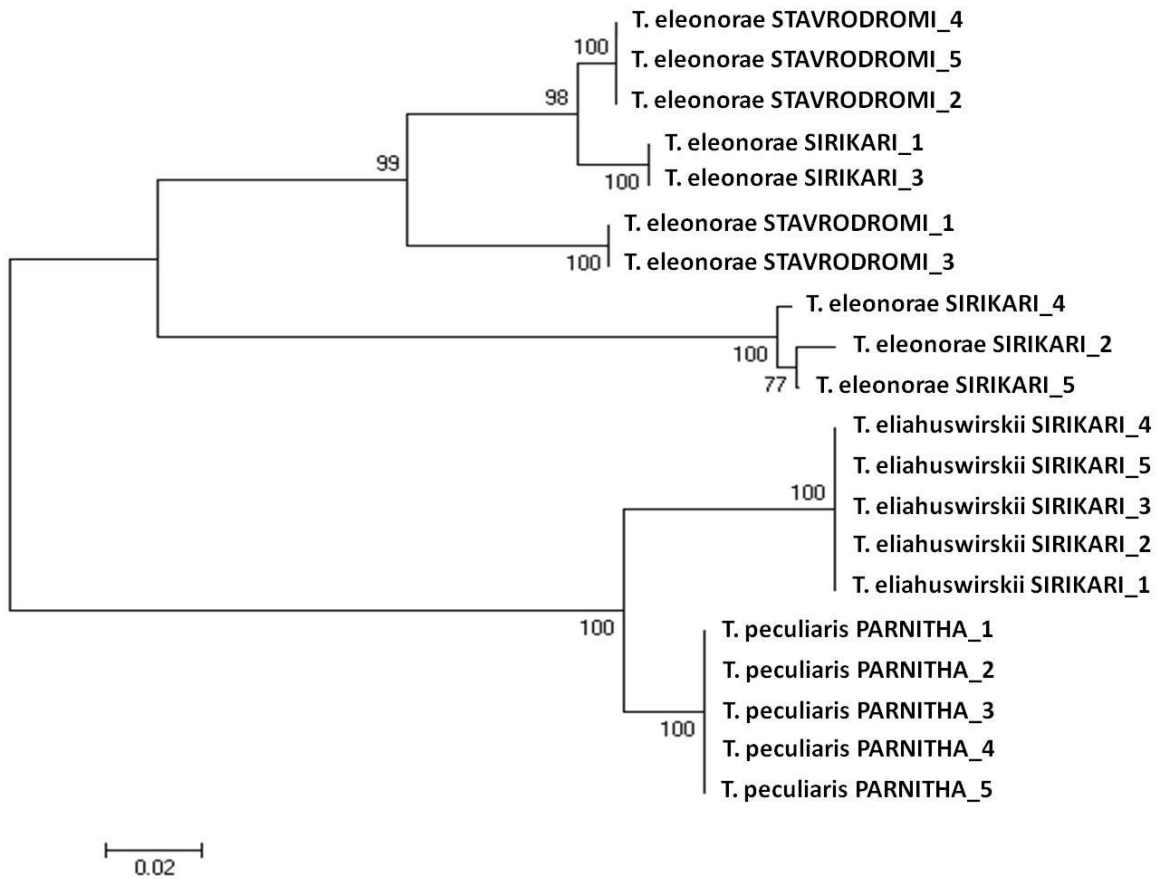 T. eleonorae STAVRODROMI_4
100
T. eleonorae STAVRODROMI_5
98
T. eleonorae STAVRODROMI_2
T. eleonorae SIRIKARI_1
99
100
T. eleonorae SIRIKARI_3
T. eleonorae STAVRODROMI_1
100
T. eleonorae STAVRODROMI_3
T. eleonorae SIRIKARI_4
T. eleonorae SIRIKARI_2
100
77
T. eleonorae SIRIKARI_5
T. eliahuswirskii SIRIKARI_4
T. eliahuswirskii SIRIKARI_5
100
T. eliahuswirskii SIRIKARI_3
T. eliahuswirskii SIRIKARI_2
T. eliahuswirskii SIRIKARI_1
100
T. peculiaris PARNITHA_1
T. peculiaris PARNITHA_2
T. peculiaris PARNITHA_3
100
T. peculiaris PARNITHA_4
T. peculiaris PARNITHA_5
0.02